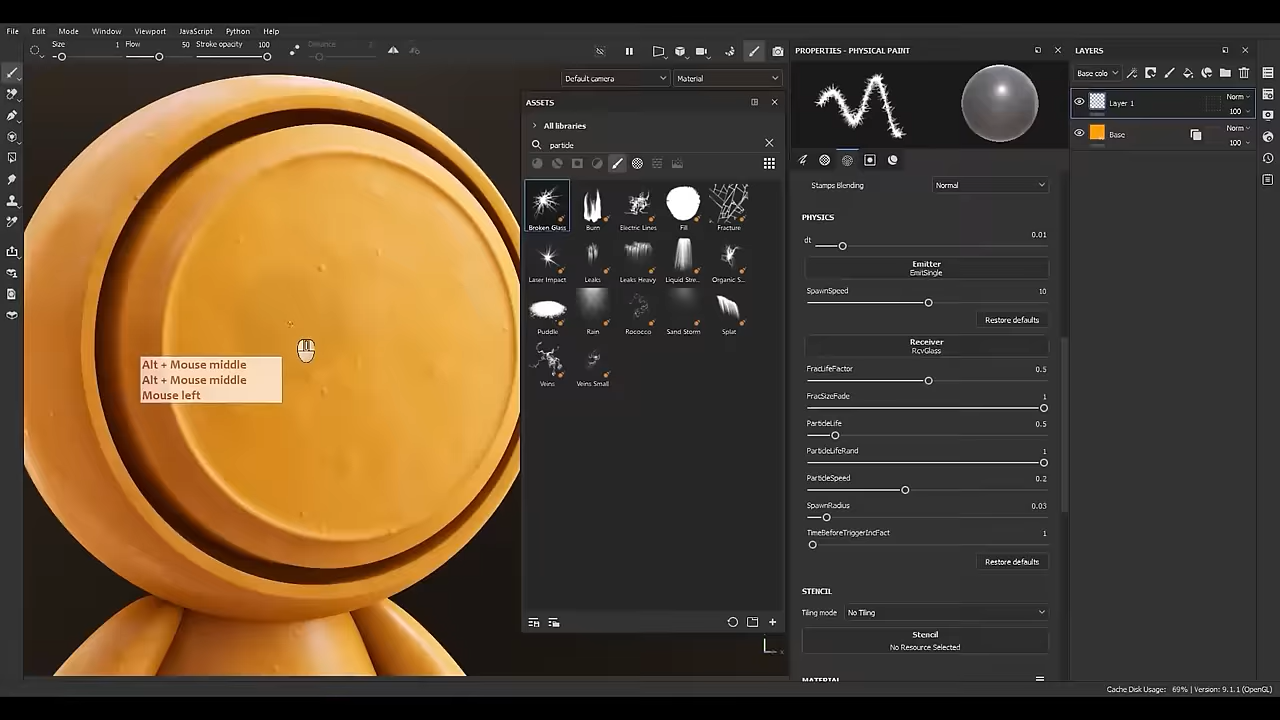 File Edit Mode Window Viewport JavaScript Python Help
Size 1 Flow 50 Stroke opacity 100 Distance
Default camera Material
Alt + Mouse middle
Alt + Mouse middle
Mouse left
ASSETS
All libraries
particle
Broken Glass Burn Electric Lines Fill Fracture
Laser Impact Leaks Leaks Heavy Liquid Stre... Organic S...
Puddle Rain Rococco Sand Storm Splat
Veins Veins Small
PROPERTIES - PHYSICAL PAINT
Stamps Blending Normal
PHYSICS
dt 0.01
Emitter
EmitSingle
SpawnSpeed 10
Restore defaults
Receiver
RcvGlass
FracLifeFactor 0.5
FracSizeFade 1
ParticleLife 0.5
ParticleLifeRand 1
ParticleSpeed 0.2
SpawnRadius 0.03
TimeBeforeTriggerIndFact 1
Restore defaults
STENCIL
Tiling mode No Tiling
Stencil
No Resource Selected
MATERIAL
LAYERS
Base colo
Layer 1 Norm
100
Base Norm
100
Cache Disk Usage: 69% | Version: 9.1.1 (OpenGL)